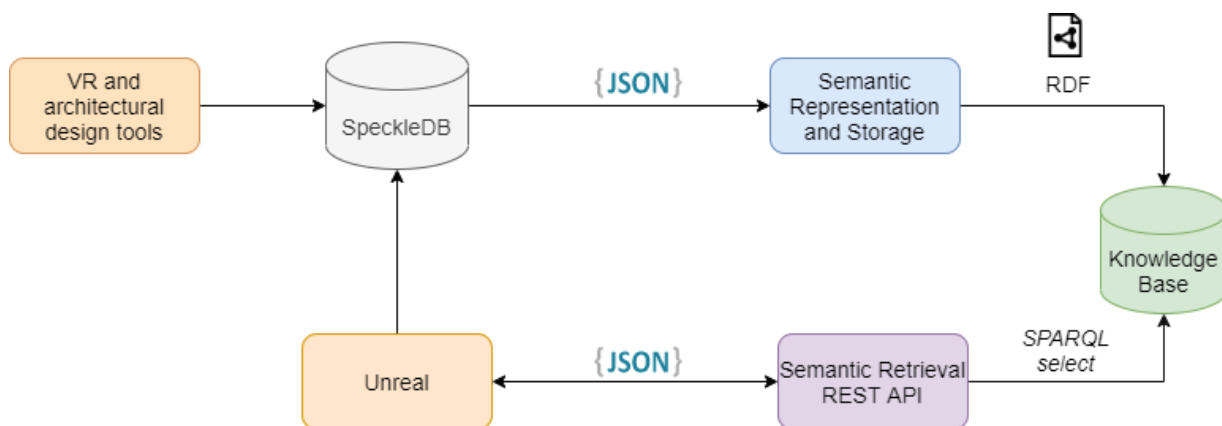 VR and
architectural
design tools
SpeckleDB
{JSON}
Semantic
Representation
and Storage
RDF
Knowledge
Base
Unreal
{JSON}
Semantic Retrieval
REST API
SPARQL
select